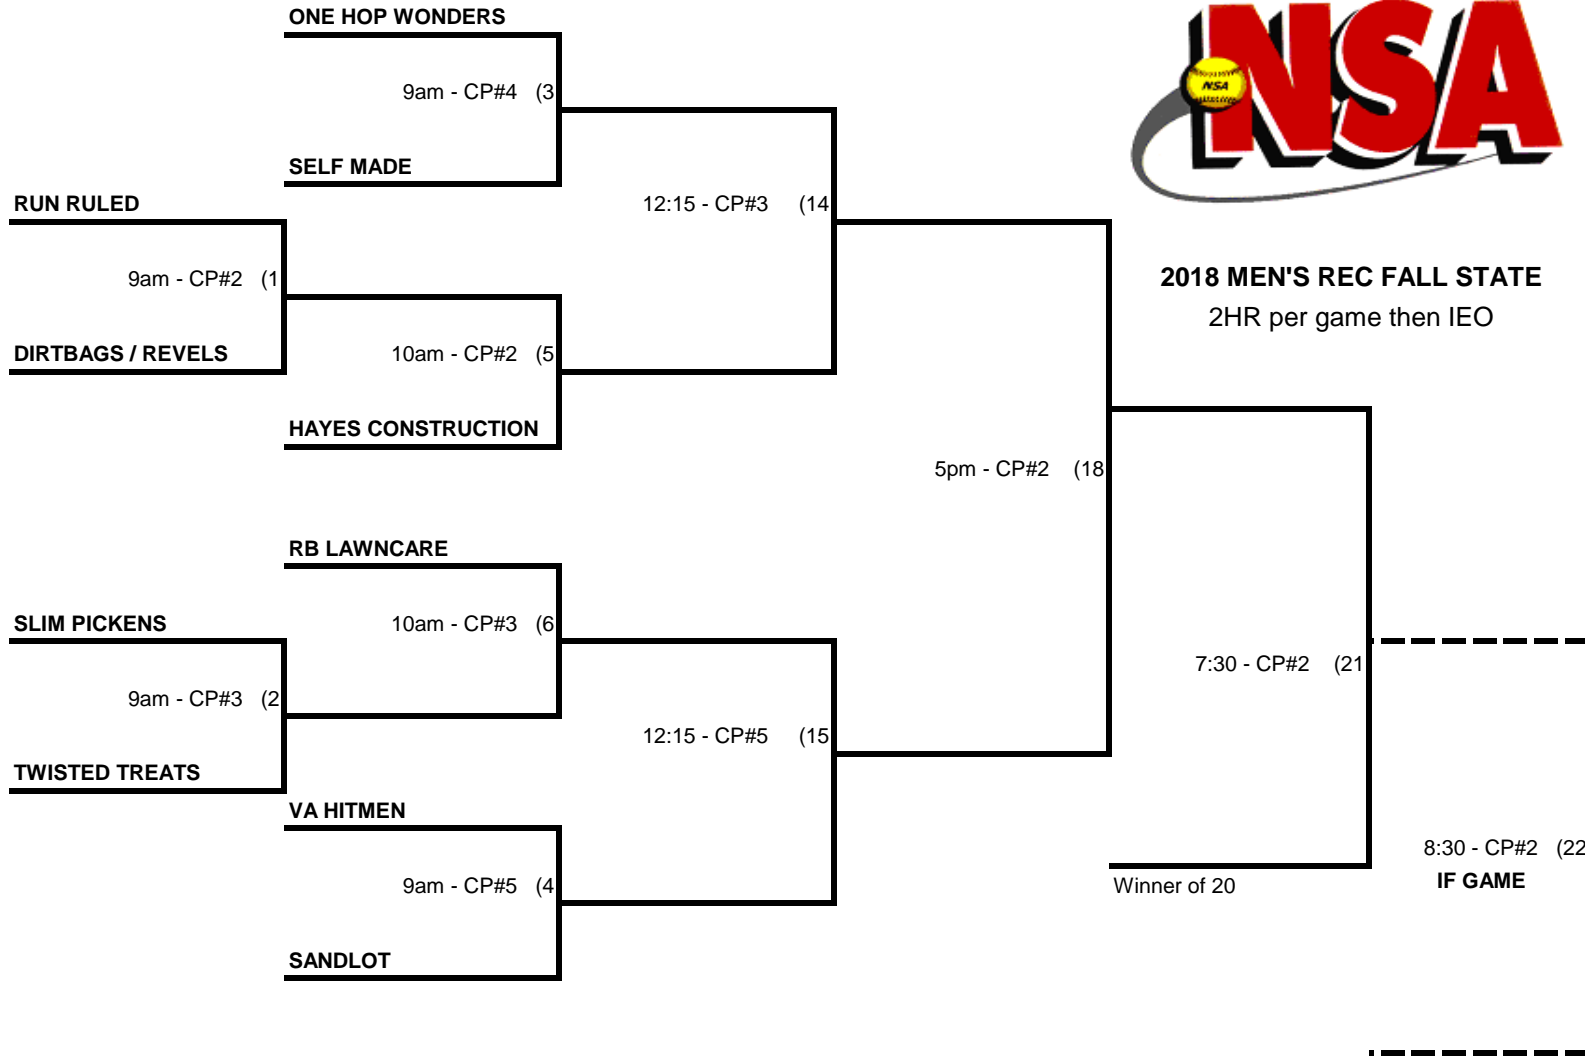 ONE HOP WONDERS
9am - CP#4 (3
SELF MADE
RUN RULED
12:15 - CP#3 (14
9am - CP#2 (1
DIRTBAGS / REVELS
10am - CP#2 (5
HAYES CONSTRUCTION
NSA
NSA
2018 MEN'S REC FALL STATE
2HR per game then IEO
5pm - CP#2 (18
RB LAWNCARE
SLIM PICKENS
10am - CP#3 (6
9am - CP#3 (2
12:15 - CP#5 (15
TWISTED TREATS
VA HITMEN
9am - CP#5 (4
SANDLOT
7:30 - CP#2 (21
Winner of 20
8:30 - CP#2 (22
IF GAME